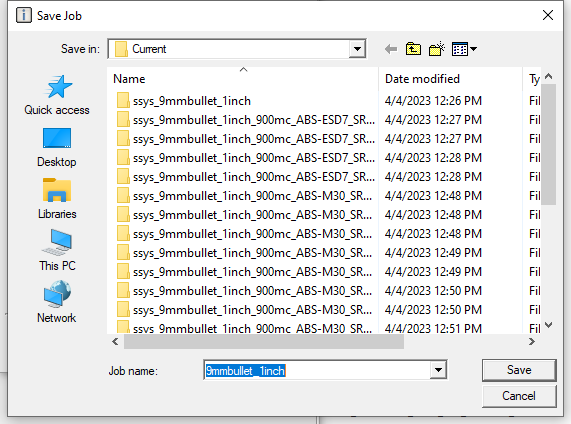 Save Job
Save in: Current
Name Date modified Ty
ssys_9mmbullet_1inch 4/4/2023 12:26 PM Fil
ssys_9mmbullet_1inch_900mc_ABS-ESD7_SR... 4/4/2023 12:27 PM Fil
ssys_9mmbullet_1inch_900mc_ABS-ESD7_SR... 4/4/2023 12:27 PM Fil
ssys_9mmbullet_1inch_900mc_ABS-ESD7_SR... 4/4/2023 12:28 PM Fil
ssys_9mmbullet_1inch_900mc_ABS-ESD7_SR... 4/4/2023 12:28 PM Fil
ssys_9mmbullet_1inch_900mc_ABS-M30_SR... 4/4/2023 12:48 PM Fil
ssys_9mmbullet_1inch_900mc_ABS-M30_SR... 4/4/2023 12:48 PM Fil
ssys_9mmbullet_1inch_900mc_ABS-M30_SR... 4/4/2023 12:48 PM Fil
ssys_9mmbullet_1inch_900mc_ABS-M30_SR... 4/4/2023 12:49 PM Fil
ssys_9mmbullet_1inch_900mc_ABS-M30_SR... 4/4/2023 12:49 PM Fil
ssys_9mmbullet_1inch_900mc_ABS-M30_SR... 4/4/2023 12:50 PM Fil
ssys_9mmbullet_1inch_900mc_ABS-M30_SR... 4/4/2023 12:50 PM Fil
ssys_9mmbullet_1inch_900mc_ABS-M30_SR... 4/4/2023 12:51 PM Fil
Quick access
Desktop
Libraries
This PC
Network
Job name: 9mmbullet_1inch Save
Cancel